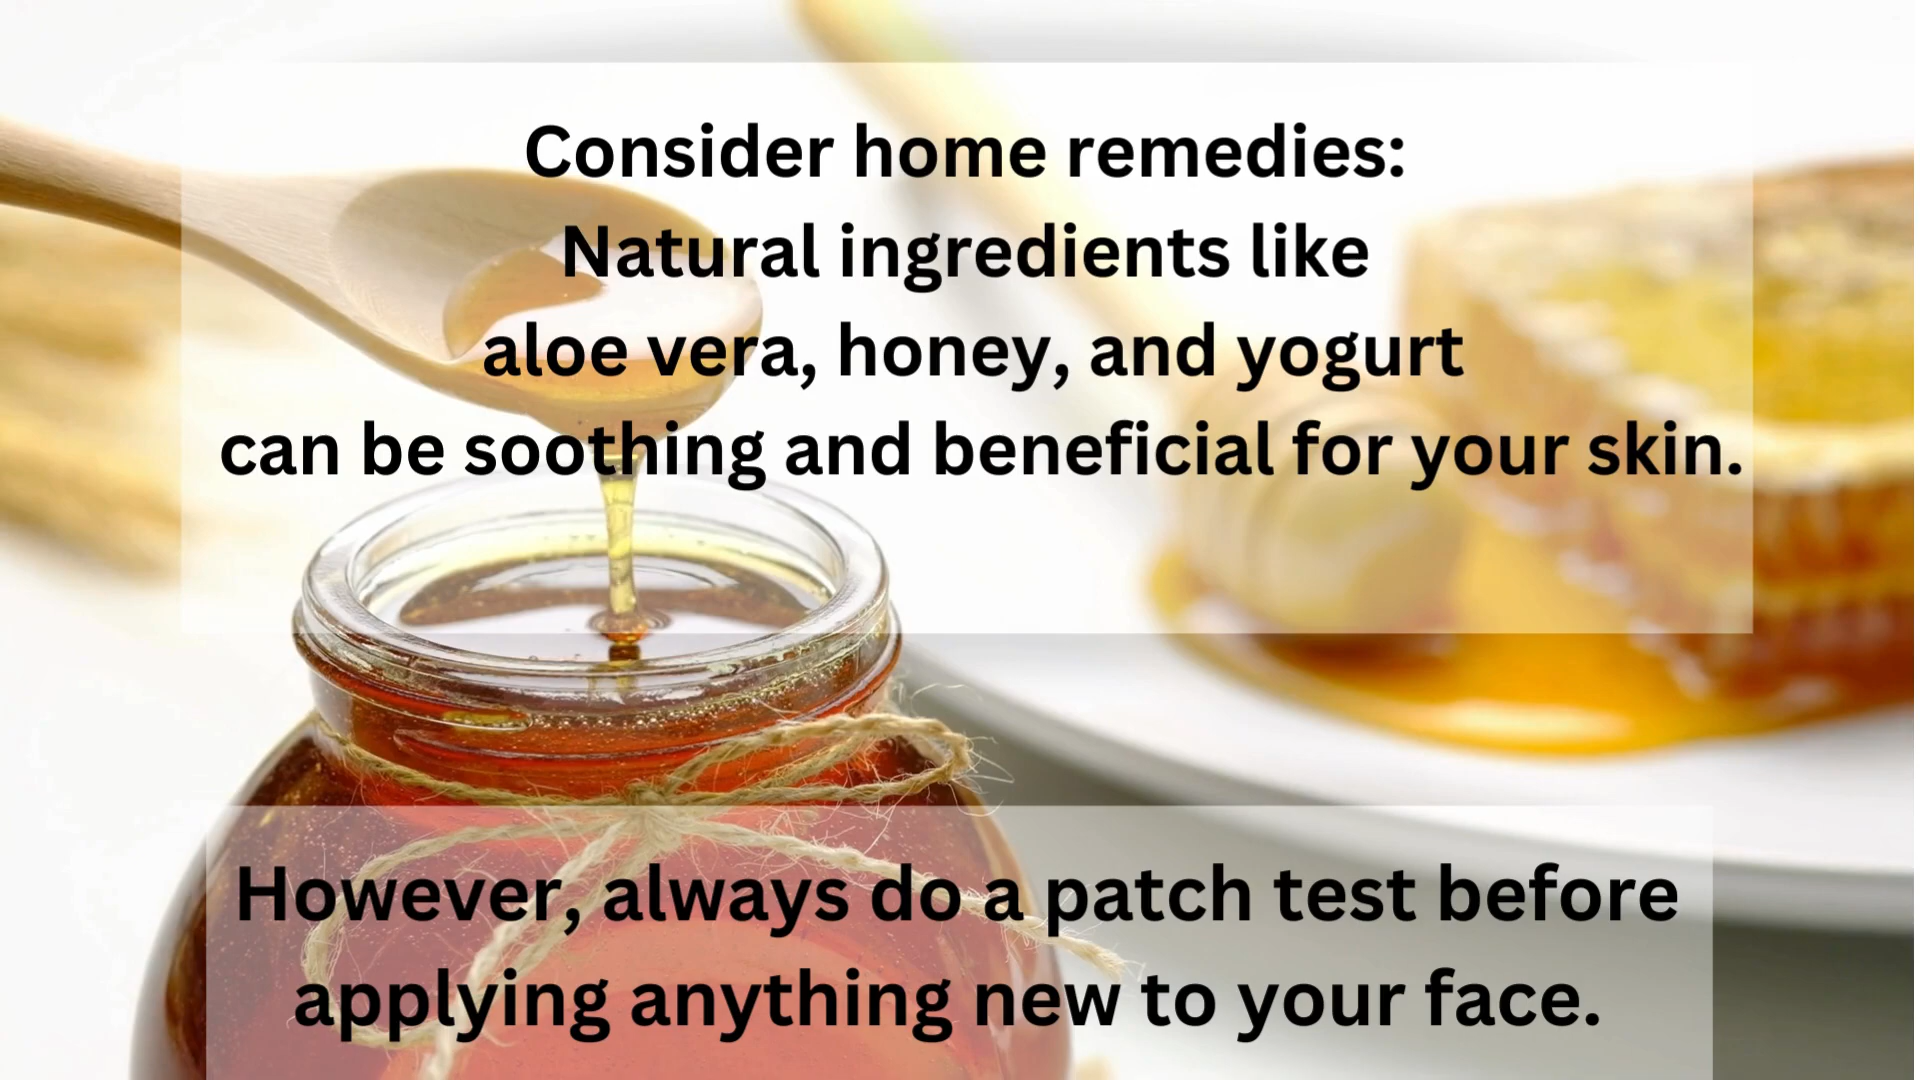 Consider home remedies:
Natural ingredients like
aloe vera, honey, and yogurt
can be soothing and beneficial for your skin.
However, always do a patch test before
applying anything new to your face.